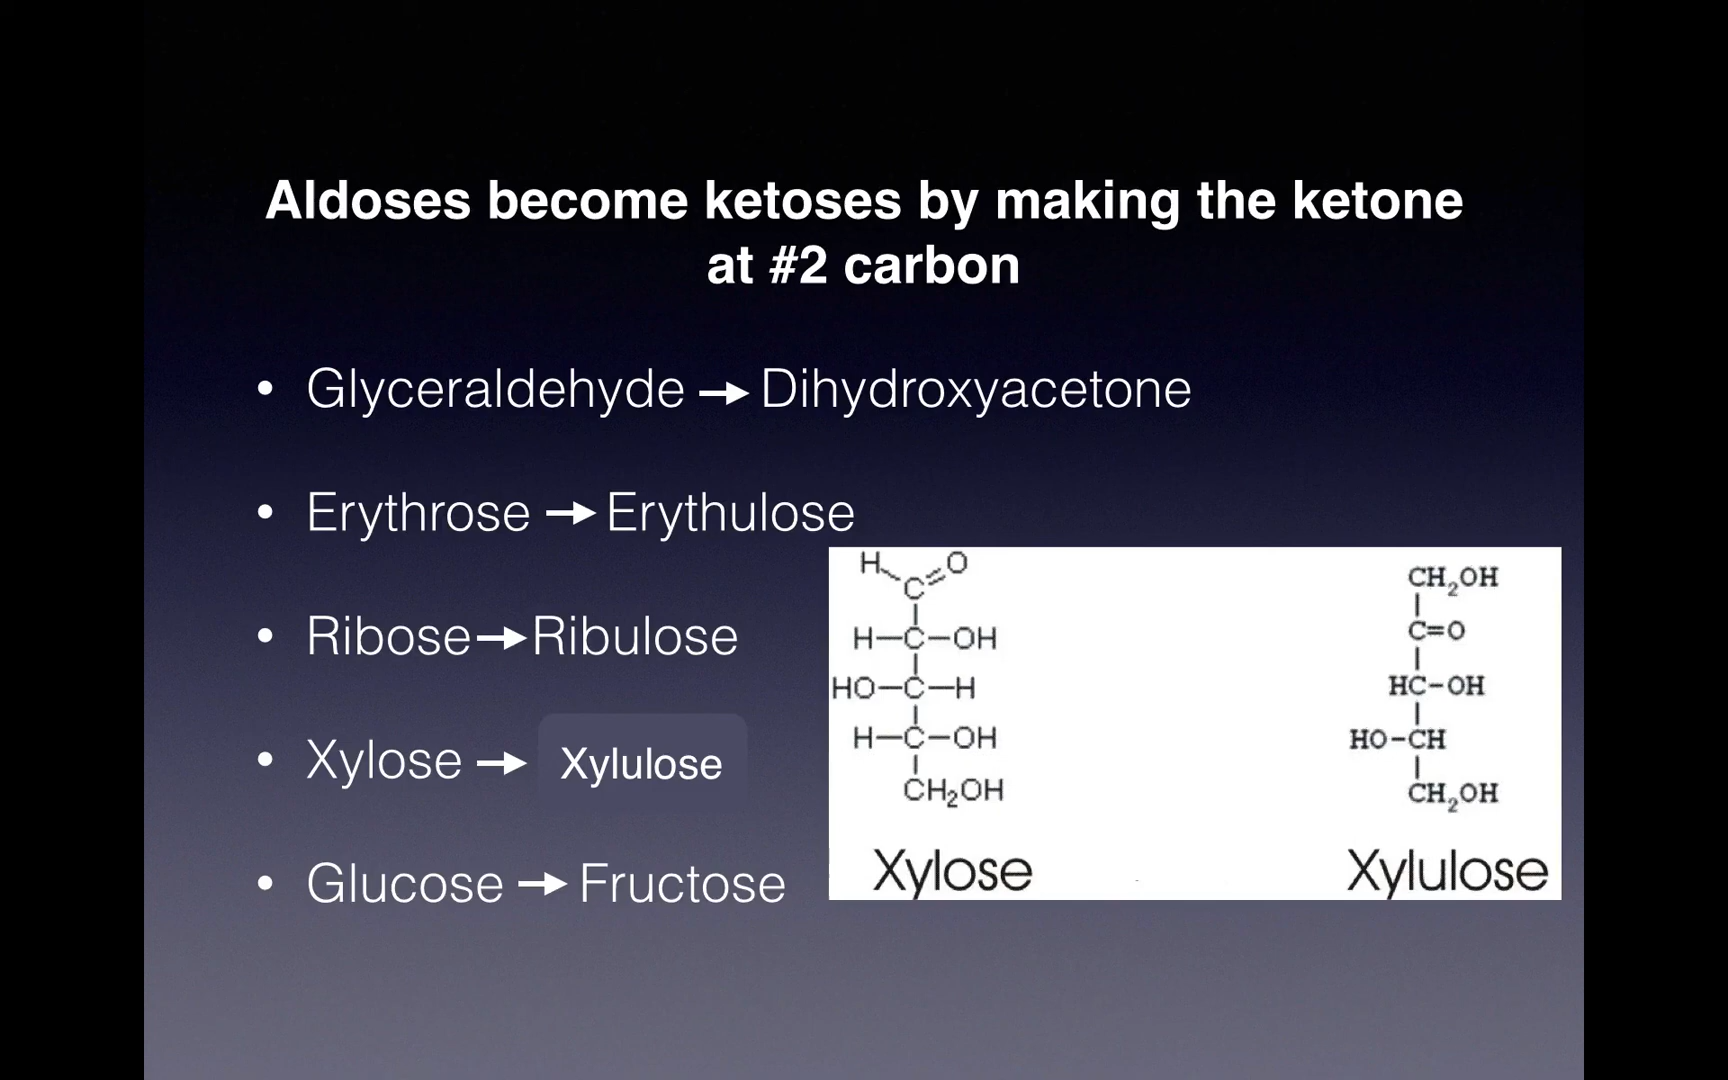 Aldoses become ketoses by making the ketone
at #2 carbon
• Glyceraldehyde → Dihydroxyacetone
• Erythrose → Erythulose
• Ribose → Ribulose
• Xylose → Xylulose
• Glucose → Fructose
H O
C
H–C–OH
HO–C–H
H–C–OH
CH₂OH
Xylose
CH₂OH
C=O
HC–OH
HO–CH
CH₂OH
Xylulose